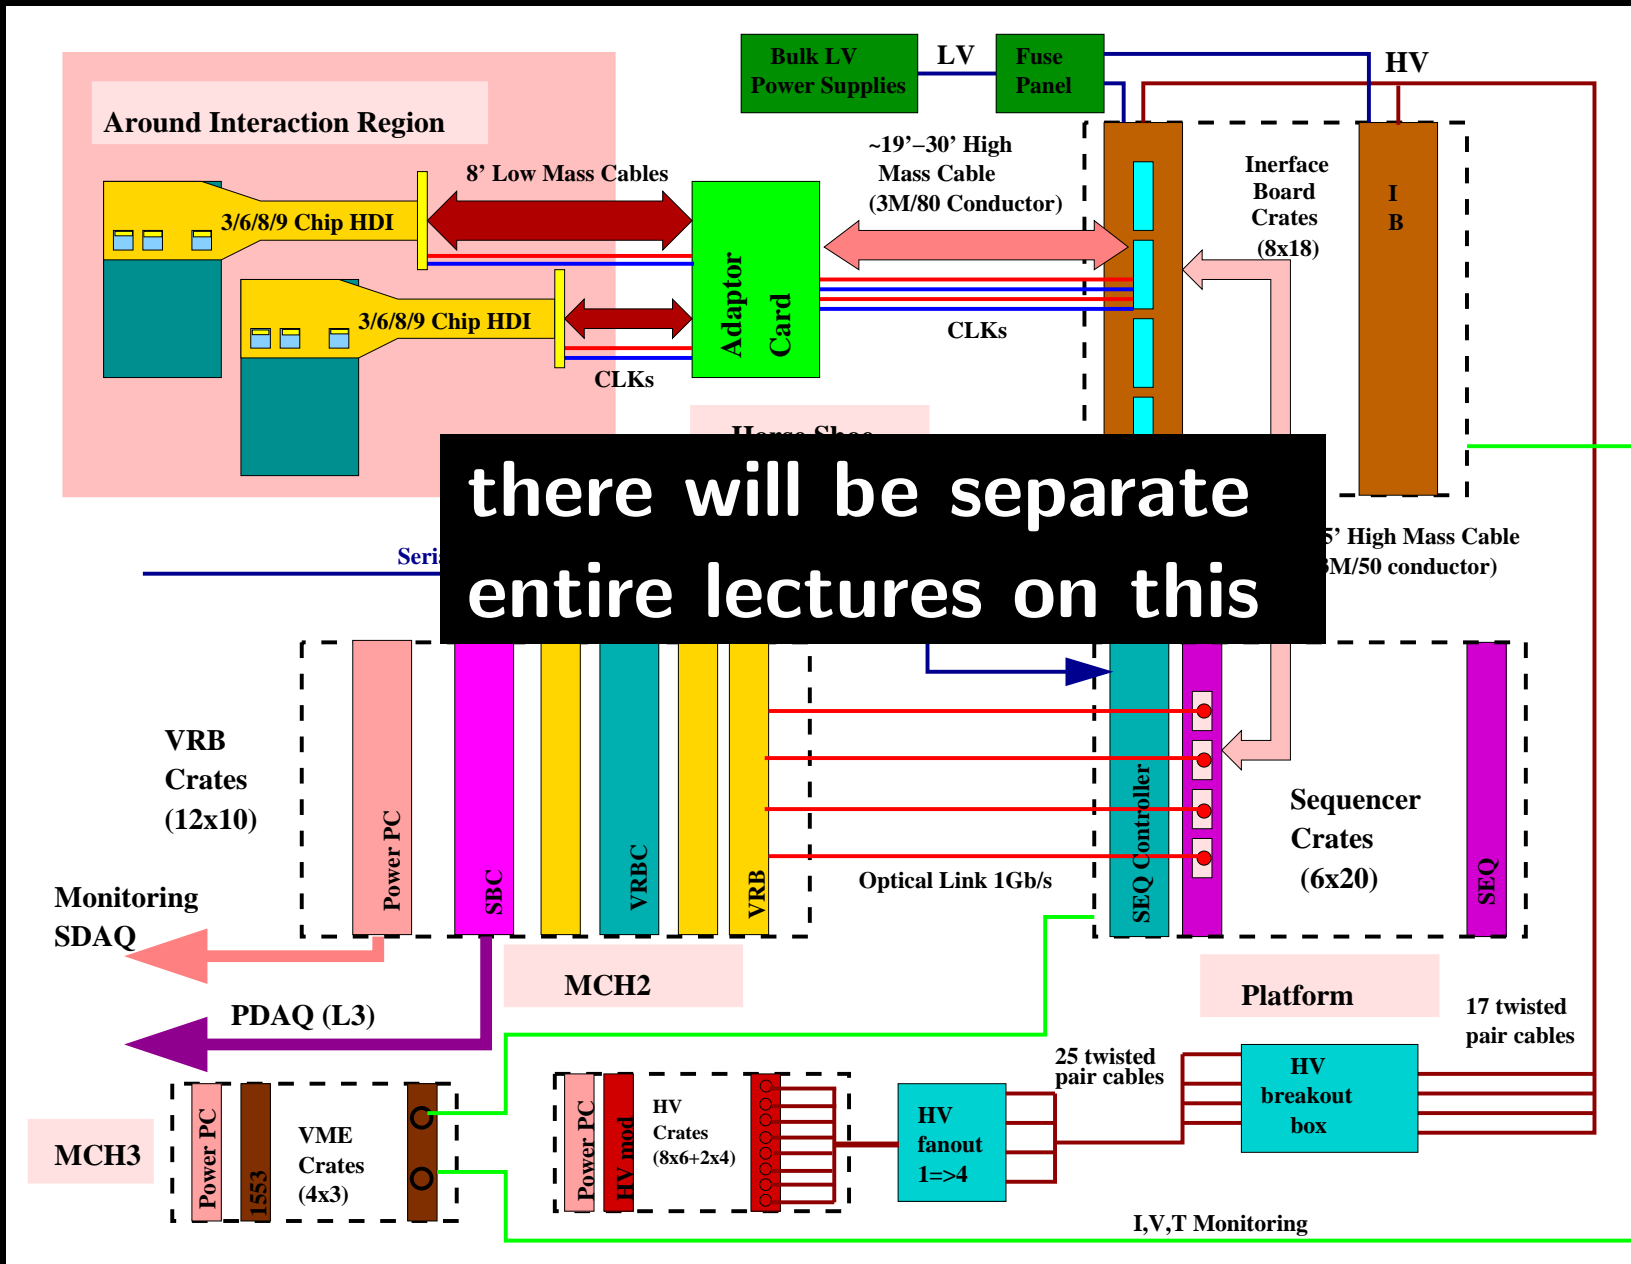 Bulk LV
Power Supplies
LV
Fuse
Panel
HV
Around Interaction Region
~19'−30' High
Mass Cable
(3M/80 Conductor)
8' Low Mass Cables
Inerface
Board
Crates
(8x18)
I
B
3/6/8/9 Chip HDI
3/6/8/9 Chip HDI
Adaptor
Card
CLKs
CLKs
there will be separate
entire lectures on this
5' High Mass Cable
3M/50 conductor)
VRB
Crates
(12x10)
Power PC
SBC
VRBC
VRB
Optical Link 1Gb/s
SEQ Controller
Sequencer
Crates
(6x20)
SEQ
Monitoring
SDAQ
MCH2
Platform
PDAQ (L3)
17 twisted
pair cables
25 twisted
pair cables
HV
breakout
box
MCH3
Power PC
1553
VME
Crates
(4x3)
Power PC
HV mod
HV
Crates
(8x6+2x4)
HV
fanout
1=>4
I,V,T Monitoring